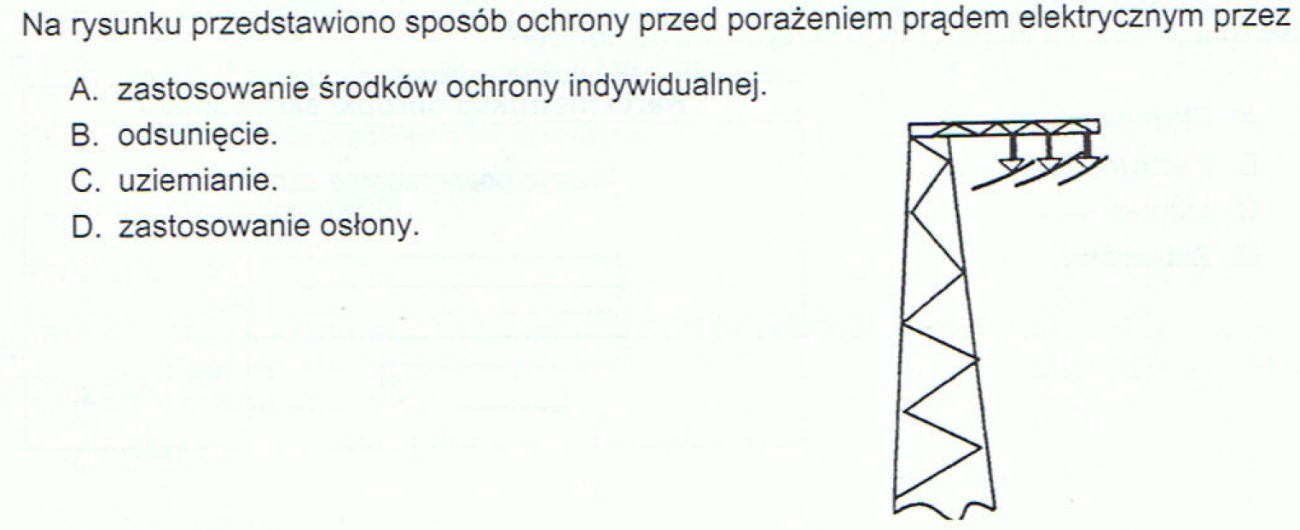 Na rysunku przedstawiono sposób ochrony przed porażeniem prądem elektrycznym przez
A. zastosowanie środków ochrony indywidualnej.
B. odsunięcie.
C. uziemianie.
D. zastosowanie osłony.